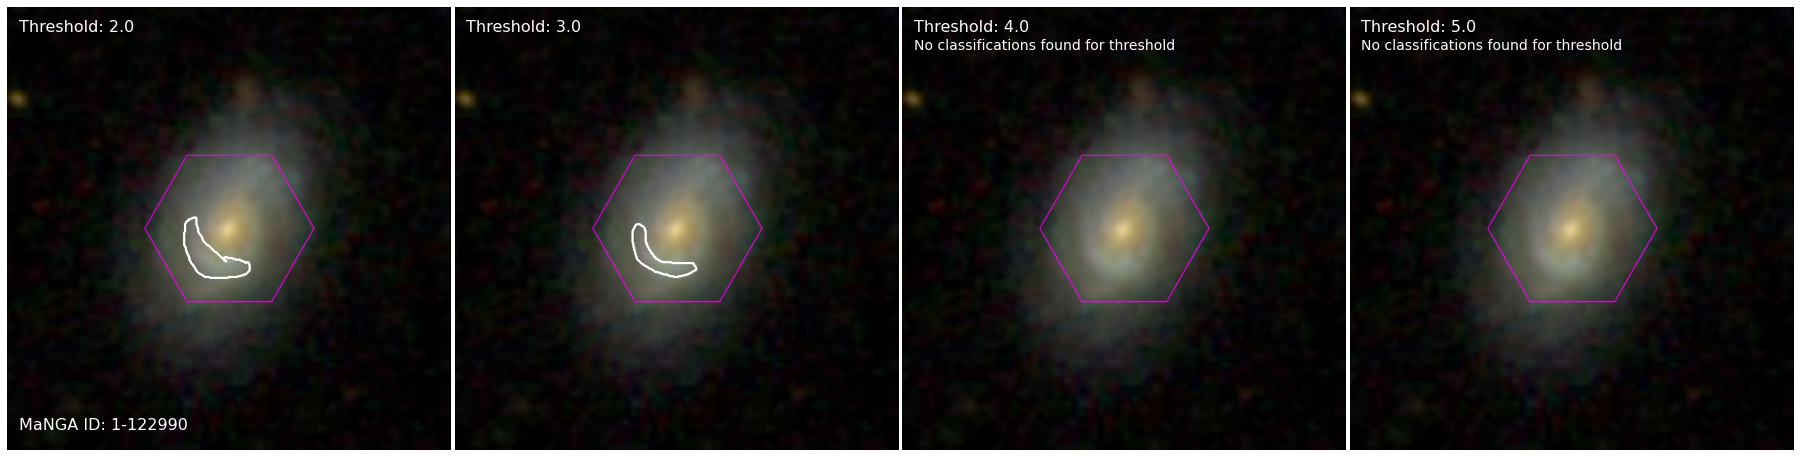 Threshold: 2.0
MaNGA ID: 1-122990
Threshold: 3.0
Threshold: 4.0
No classifications found for threshold
Threshold: 5.0
No classifications found for threshold